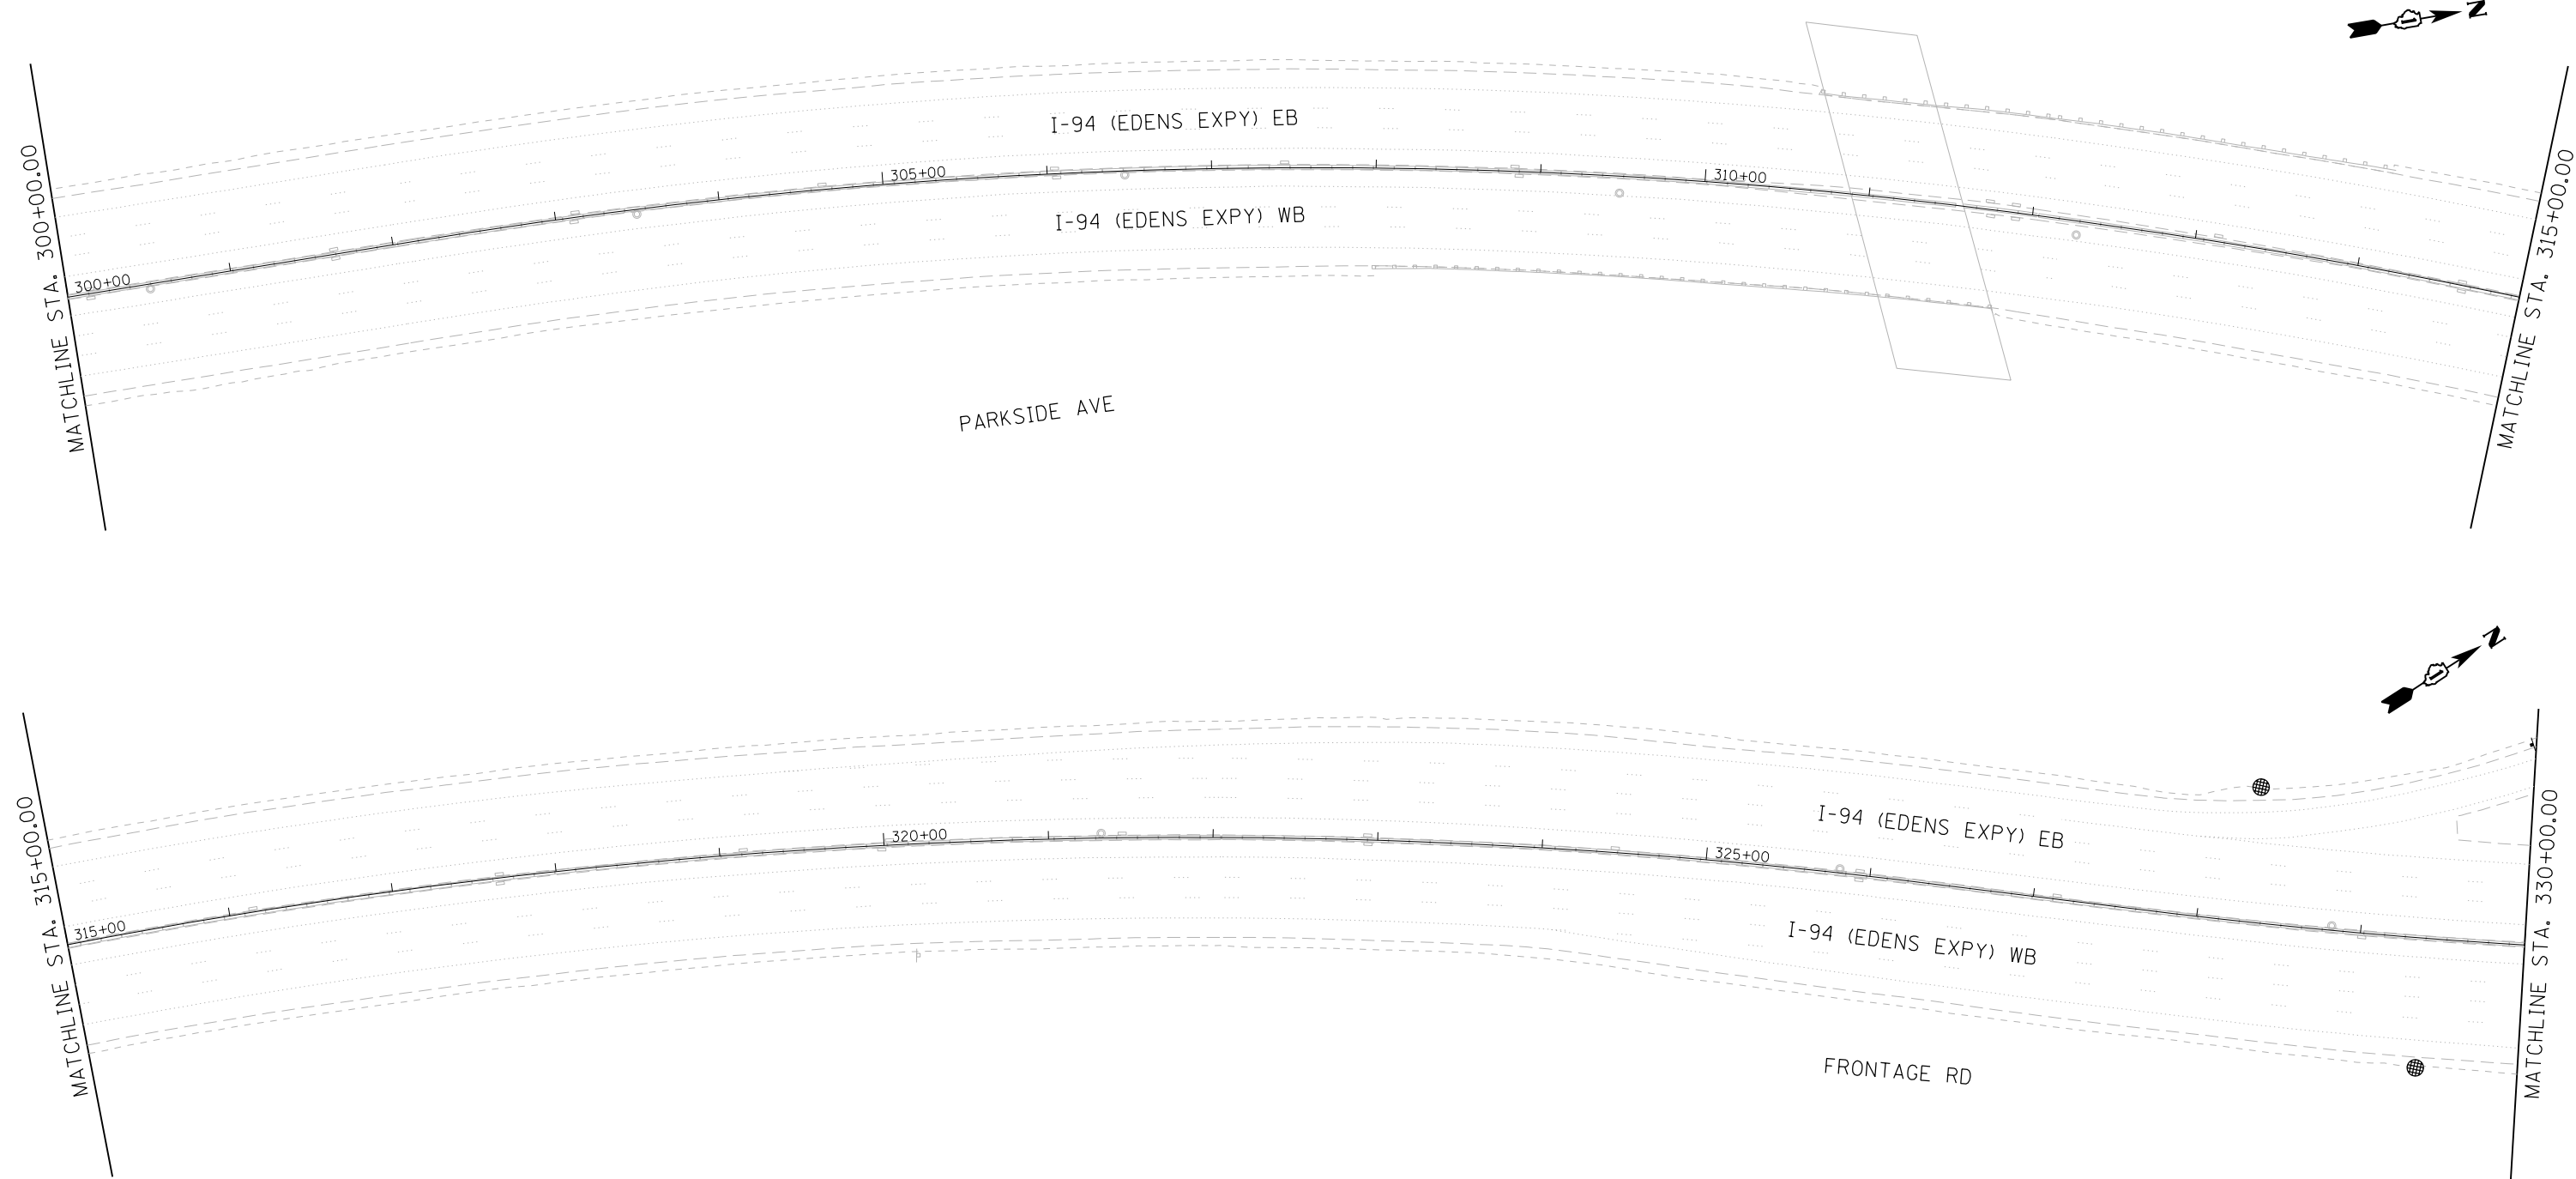 N
MATCHLINE STA. 300+00.00
I-94 (EDENS EXPY) EB
305+00
310+00
I-94 (EDENS EXPY) WB
300+00
PARKSIDE AVE
MATCHLINE STA. 315+00.00
N
MATCHLINE STA. 315+00.00
315+00
320+00
325+00
I-94 (EDENS EXPY) EB
I-94 (EDENS EXPY) WB
FRONTAGE RD
MATCHLINE STA. 330+00.00